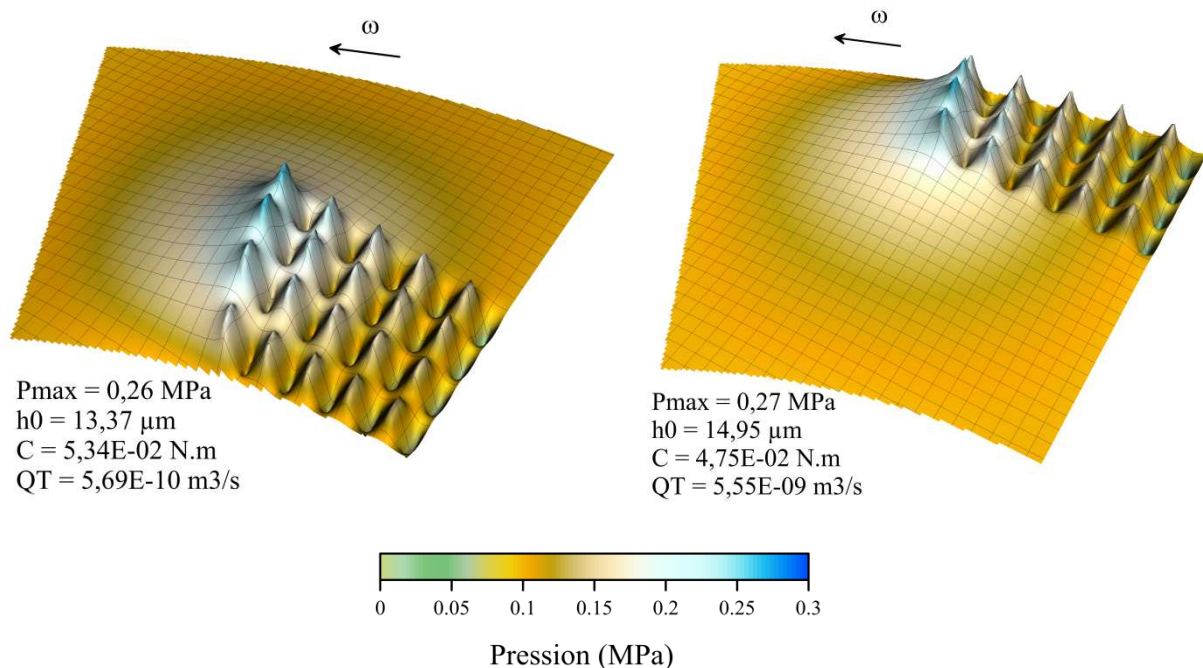 ω
ω
Pmax = 0,26 MPa
h0 = 13,37 µm
C = 5,34E-02 N.m
QT = 5,69E-10 m3/s
Pmax = 0,27 MPa
h0 = 14,95 µm
C = 4,75E-02 N.m
QT = 5,55E-09 m3/s
0 0.05 0.1 0.15 0.2 0.25 0.3
Pression (MPa)